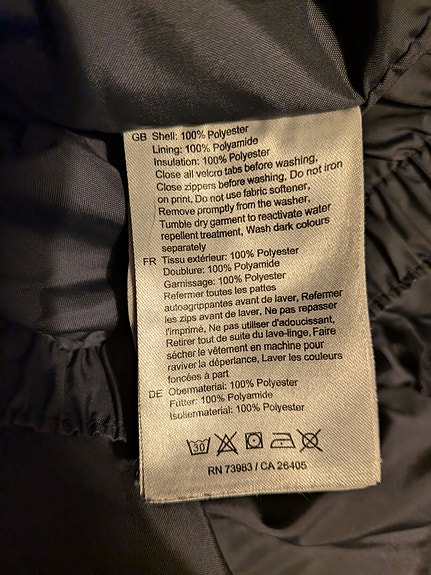 GB Shell: 100% Polyester
Lining: 100% Polyamide
Insulation: 100% Polyester
Close all velcro tabs before washing,
Close zippers before washing, Do not iron
on print, Do not use fabric softener,
Remove promptly from the washer,
Tumble dry garment to reactivate water
repellent treatment, Wash dark colours
separately
FR Tissu extérieur: 100% Polyester
Doublure: 100% Polyamide
Garnissage: 100% Polyester
Refermer toutes les pattes
autoagrippantes avant de laver, Refermer
les zips avant de laver, Ne pas repasser
l'imprimé, Ne pas utiliser d'adoucissant,
Retirer tout de suite du lave-linge, Faire
sécher le vêtement en machine pour
raviver la déperlance, Laver les couleurs
foncées à part
DE Obermaterial: 100% Polyester
Futter: 100% Polyamide
Isoliermaterial: 100% Polyester
30
RN 73983 / CA 26405